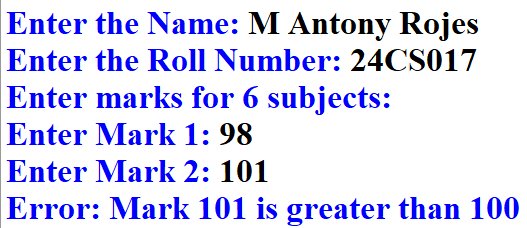 Enter the Name: M Antony Rojes
Enter the Roll Number: 24CS017
Enter marks for 6 subjects:
Enter Mark 1: 98
Enter Mark 2: 101
Error: Mark 101 is greater than 100